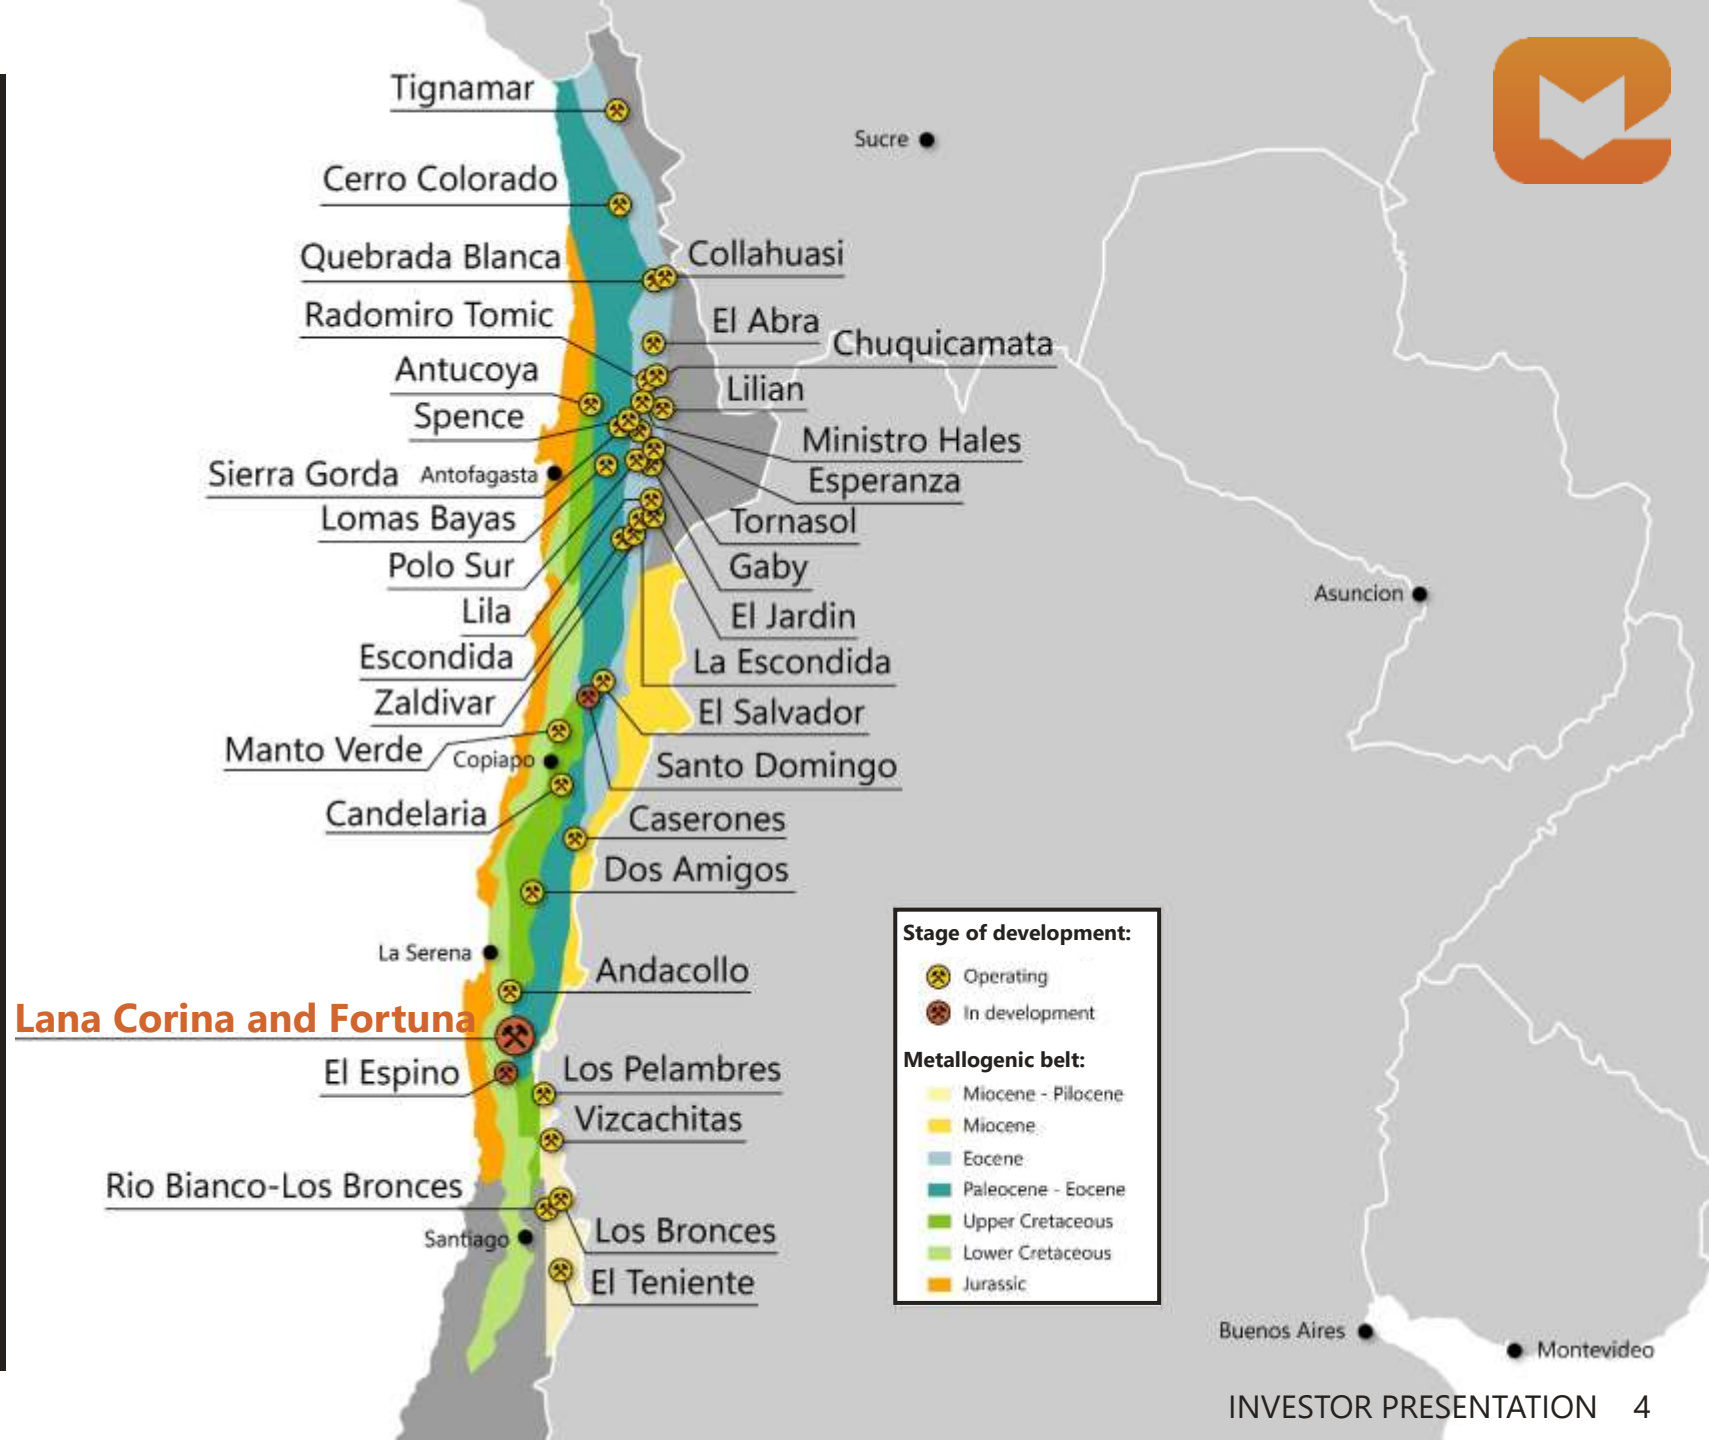 Tignamar
Sucre
Cerro Colorado
Quebrada Blanca
Collahuasi
Radomiro Tomic
El Abra
Chuquicamata
Antucoya
Lilian
Spence
Ministro Hales
Sierra Gorda
Antofagasta
Esperanza
Lomas Bayas
Tornasol
Polo Sur
Gaby
Asuncion
Lila
El Jardin
Escondida
La Escondida
Zaldivar
El Salvador
Manto Verde
Copiapo
Santo Domingo
Candelaria
Caserones
Dos Amigos
La Serena
Andacollo
Lana Corina and Fortuna
El Espino
Los Pelambres
Vizcachitas
Rio Bianco-Los Bronces
Santiago
Los Bronces
El Teniente
Stage of development:
Operating
In development
Metallogenic belt:
Miocene - Pilocene
Miocene
Eocene
Paleocene - Eocene
Upper Cretaceous
Lower Cretaceous
Jurassic
Buenos Aires
Montevideo
INVESTOR PRESENTATION 4